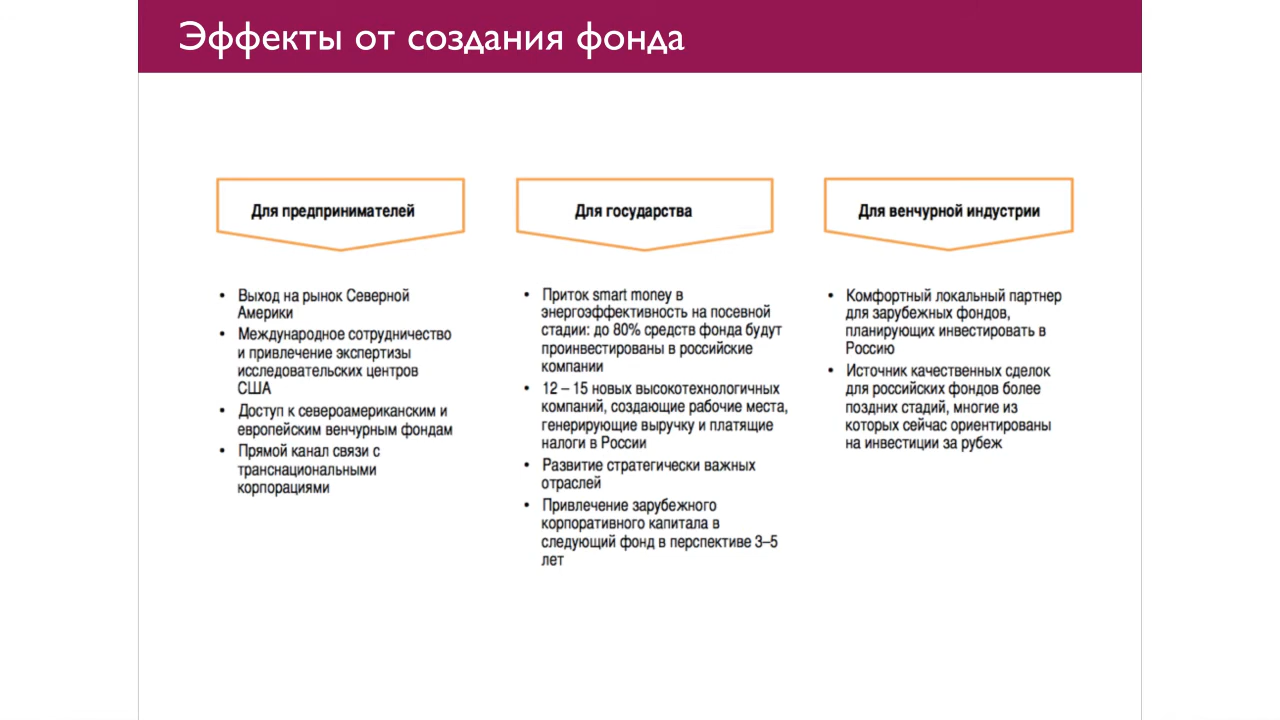 Эффекты от создания фонда
Для предпринимателей
• Выход на рынок Северной
Америки
• Международное сотрудничество
и привлечение экспертизы
исследовательских центров
США
• Доступ к североамериканским и
европейским венчурным фондам
• Прямой канал связи с
транснациональными
корпорациями
Для государства
• Приток smart money в
энергоэффективность на посевной
стадии: до 80% средств фонда будут
проинвестированы в российские
компании
• 12 – 15 новых высокотехнологичных
компаний, создающие рабочие места,
генерирующие выручку и платящие
налоги в России
• Развитие стратегически важных
отраслей
• Привлечение зарубежного
корпоративного капитала в
следующий фонд в перспективе 3–5
лет
Для венчурной индустрии
• Комфортный локальный партнер
для зарубежных фондов,
планирующих инвестировать в
Россию
• Источник качественных сделок
для российских фондов более
поздних стадий, многие из
которых сейчас ориентированы
на инвестиции за рубеж